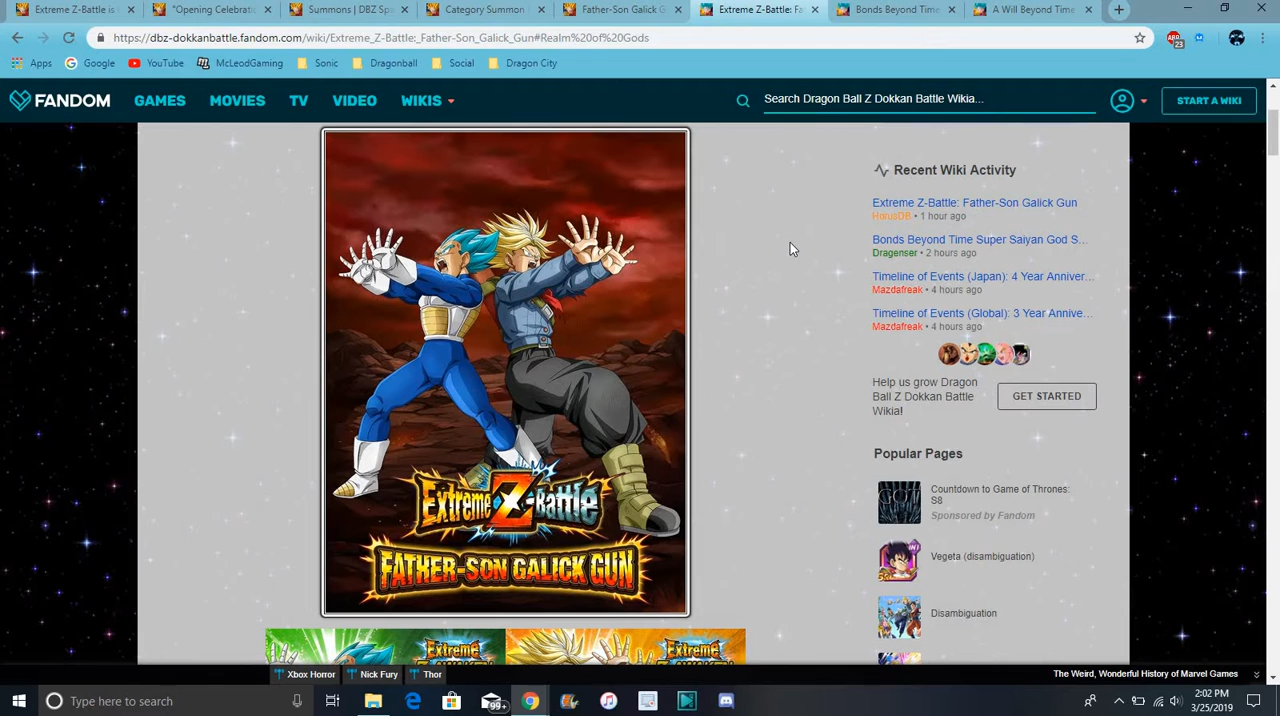 Extreme Z-Battle is
"Opening Celebratio
Summons | DBZ Spa
Category Summon
Father-Son Galick G
Extreme Z-Battle: Fa
Bonds Beyond Time
A Will Beyond Time
https://dbz-dokkanbattle.fandom.com/wiki/Extreme_Z-Battle:_Father-Son_Galick_Gun#Realm%20of%20Gods
23
Apps
Google
YouTube
McLeodGaming
Sonic
Dragonball
Social
Dragon City
FANDOM
GAMES
MOVIES
TV
VIDEO
WIKIS
Search Dragon Ball Z Dokkan Battle Wikia...
START A WIKI
Extreme Z-Battle
FATHER-SON GALICK GUN
Extreme
Extreme
Recent Wiki Activity
Extreme Z-Battle: Father-Son Galick Gun
HorusDB • 1 hour ago
Bonds Beyond Time Super Saiyan God S...
Dragenser • 2 hours ago
Timeline of Events (Japan): 4 Year Anniver...
Mazdafreak • 4 hours ago
Timeline of Events (Global): 3 Year Annive...
Mazdafreak • 4 hours ago
Help us grow Dragon
Ball Z Dokkan Battle
Wikia!
GET STARTED
Popular Pages
Countdown to Game of Thrones:
S8
Sponsored by Fandom
Vegeta (disambiguation)
Disambiguation
Xbox Horror
Nick Fury
Thor
The Weird, Wonderful History of Marvel Games
Type here to search
99+
2:02 PM
3/25/2019